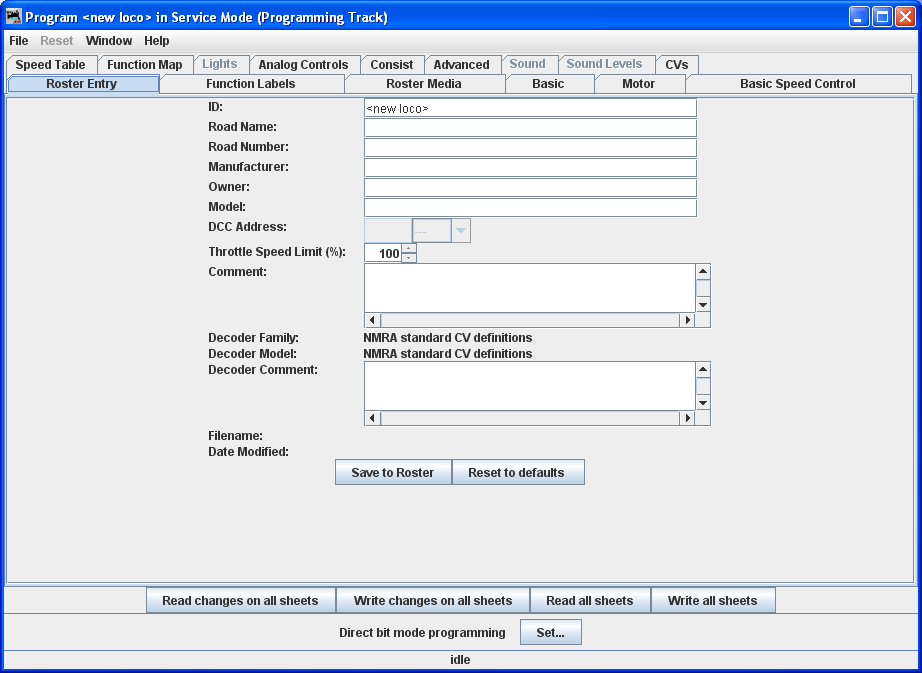 Program <new loco> in Service Mode (Programming Track)
File Reset Window Help
Speed Table Function Map Lights Analog Controls Consist Advanced Sound Sound Levels CVs
Roster Entry Function Labels Roster Media Basic Motor Basic Speed Control
ID: <new loco>
Road Name:
Road Number:
Manufacturer:
Owner:
Model:
DCC Address: ---
Throttle Speed Limit (%): 100
Comment:
Decoder Family: NMRA standard CV definitions
Decoder Model: NMRA standard CV definitions
Decoder Comment:
Filename:
Date Modified:
Save to Roster Reset to defaults
Read changes on all sheets Write changes on all sheets Read all sheets Write all sheets
Direct bit mode programming Set...
idle